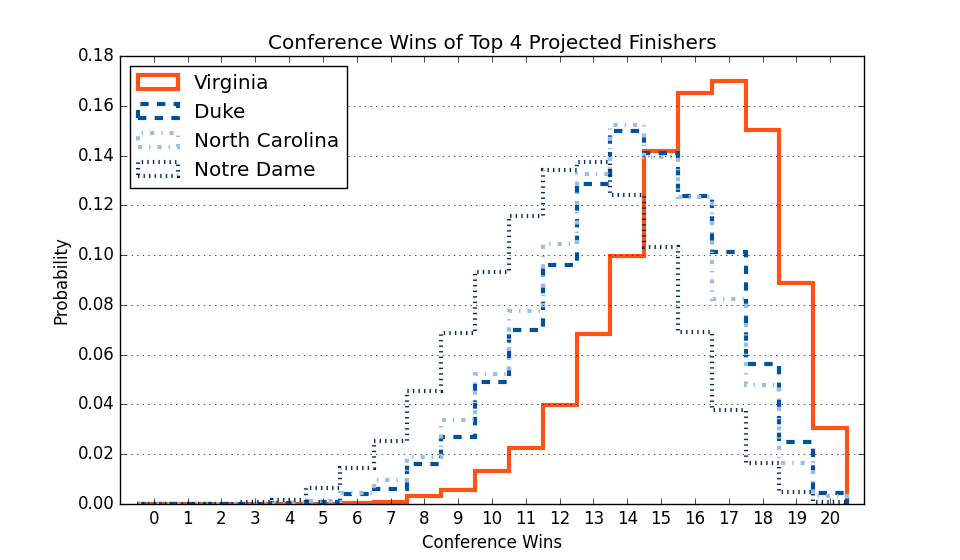 Conference Wins of Top 4 Projected Finishers
0.18
0.16
0.14
0.12
0.10
0.08
0.06
0.04
0.02
0.00
Probability
Virginia
Duke
North Carolina
Notre Dame
0 1 2 3 4 5 6 7 8 9 10 11 12 13 14 15 16 17 18 19 20
Conference Wins